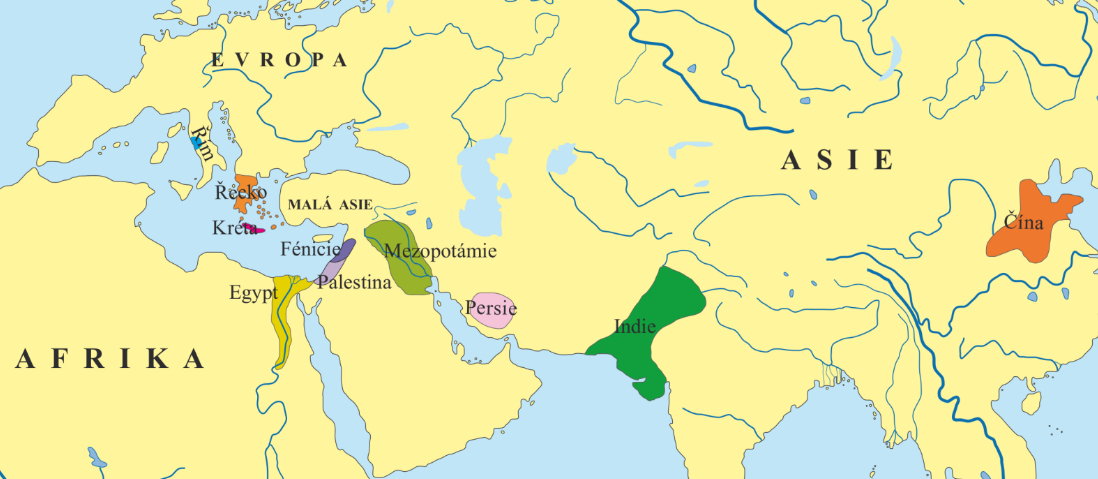 EVROPA
Řím
ASIE
Řecko
MALÁ ASIE
Kréta
Čína
Fénicie
Mezopotámie
Palestina
Egypt
Persie
Indie
AFRIKA